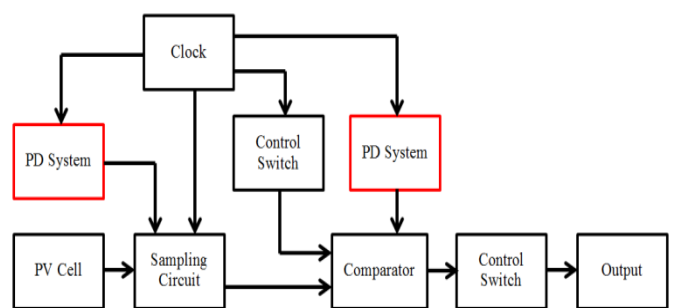 Clock
PD System
Control
Switch
PD System
PV Cell
Sampling
Circuit
Comparator
Control
Switch
Output